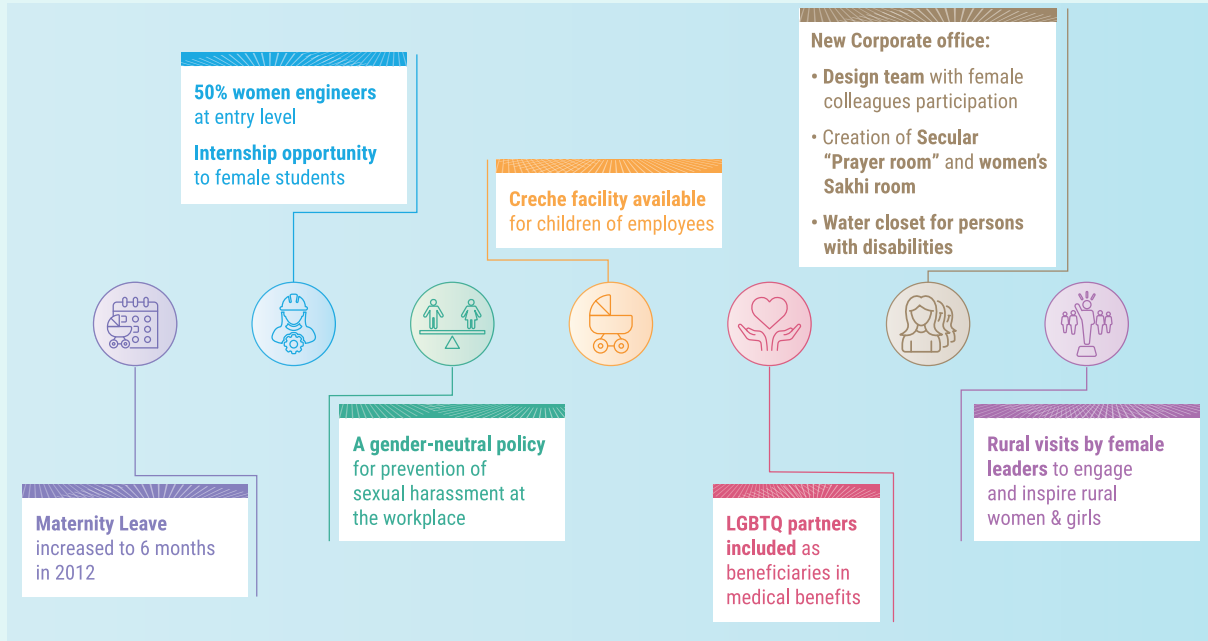 Maternity Leave
increased to 6 months
in 2012
50% women engineers
at entry level
Internship opportunity
to female students
A gender-neutral policy
for prevention of
sexual harassment at
the workplace
Creche facility available
for children of employees
LGBTQ partners
included as
beneficiaries in
medical benefits
New Corporate office:
• Design team with female
colleagues participation
• Creation of Secular
“Prayer room” and women’s
Sakhi room
• Water closet for persons
with disabilities
Rural visits by female
leaders to engage
and inspire rural
women & girls